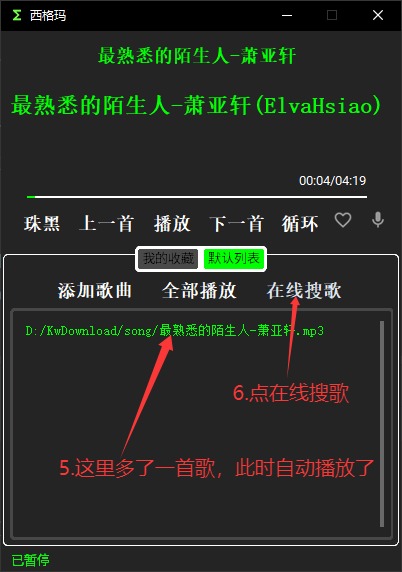 Σ 西格玛
最熟悉的陌生人-萧亚轩
最熟悉的陌生人-萧亚轩(ElvaHsiao)
00:04/04:19
珠黑 上一首 播放 下一首 循环
我的收藏 默认列表
添加歌曲 全部播放 在线搜歌
D:/KwDownload/song/最熟悉的陌生人-萧亚轩.mp3
6.点在线搜歌
5.这里多了一首歌，此时自动播放了
已暂停